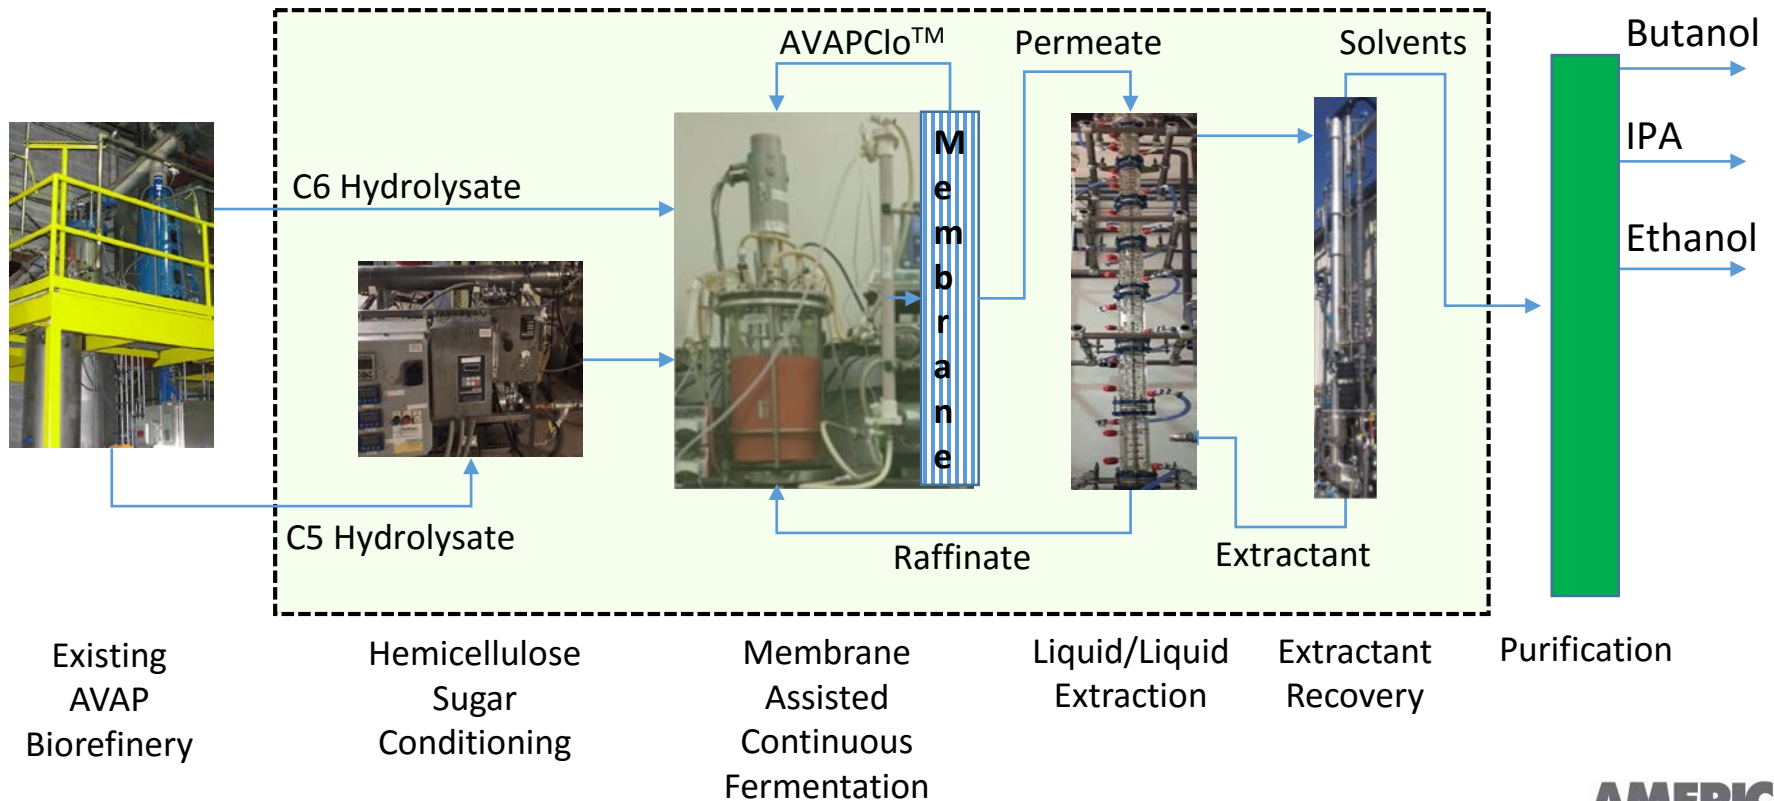 AVAPClo™
Permeate
Solvents
Butanol
IPA
Ethanol
C6 Hydrolysate
Membrane
C5 Hydrolysate
Raffinate
Extractant
Existing
AVAP
Biorefinery
Hemicellulose
Sugar
Conditioning
Membrane
Assisted
Continuous
Fermentation
Liquid/Liquid
Extraction
Extractant
Recovery
Purification